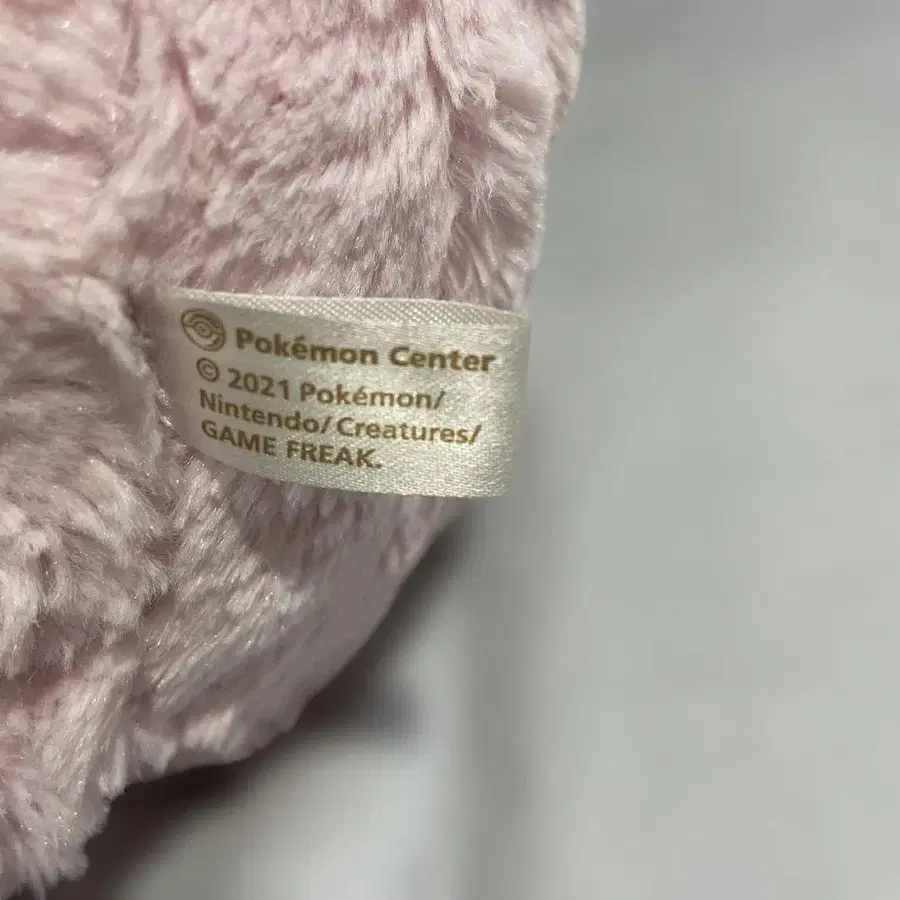 Pokémon Center
© 2021 Pokémon/
Nintendo/Creatures/
GAME FREAK.